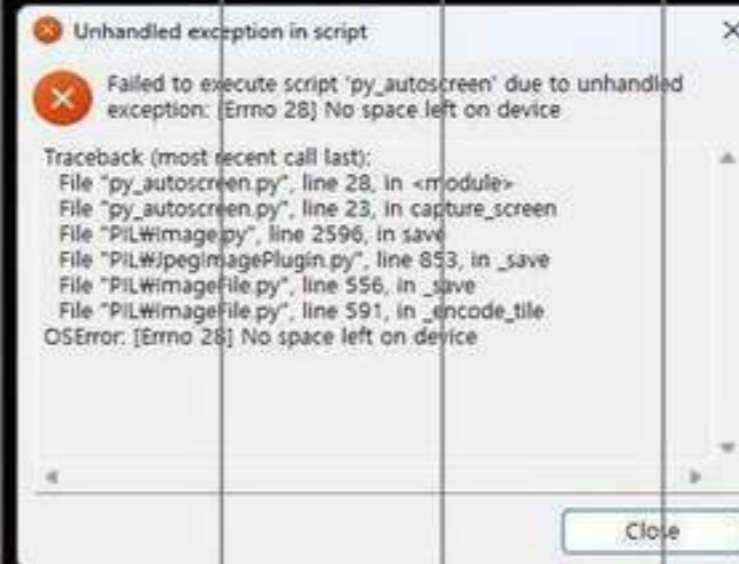 Unhandled exception in script
Failed to execute script 'py_autoscreen' due to unhandled
exception: [Errno 28] No space left on device
Traceback (most recent call last):
File "py_autoscreen.py", line 28, in <module>
File "py_autoscreen.py", line 23, in capture_screen
File "PIL₩Image.py", line 2596, in save
File "PIL₩JpegImagePlugin.py", line 853, in _save
File "PIL₩ImageFile.py", line 556, in _save
File "PIL₩ImageFile.py", line 591, in _encode_tile
OSError: [Errno 28] No space left on device
Close